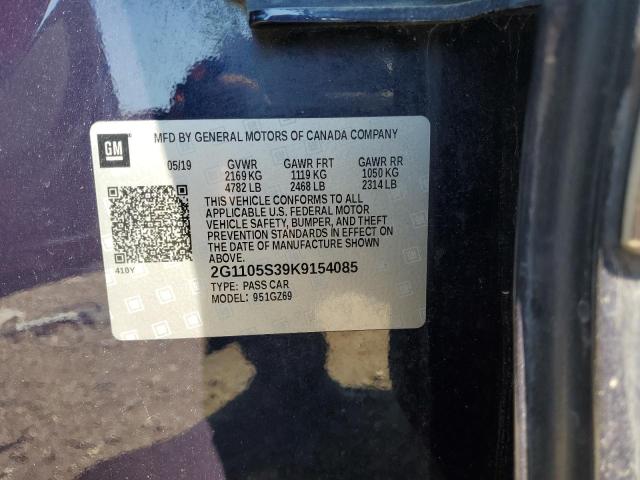 GM
MFD BY GENERAL MOTORS OF CANADA COMPANY
05/19 GVWR GAWR FRT GAWR RR
2169 KG 1119 KG 1050 KG
4782 LB 2468 LB 2314 LB
THIS VEHICLE CONFORMS TO ALL
APPLICABLE U.S. FEDERAL MOTOR
VEHICLE SAFETY, BUMPER, AND THEFT
PREVENTION STANDARDS IN EFFECT ON
THE DATE OF MANUFACTURE SHOWN
ABOVE.
410Y
2G1105S39K9154085
TYPE: PASS CAR
MODEL: 951GZ69